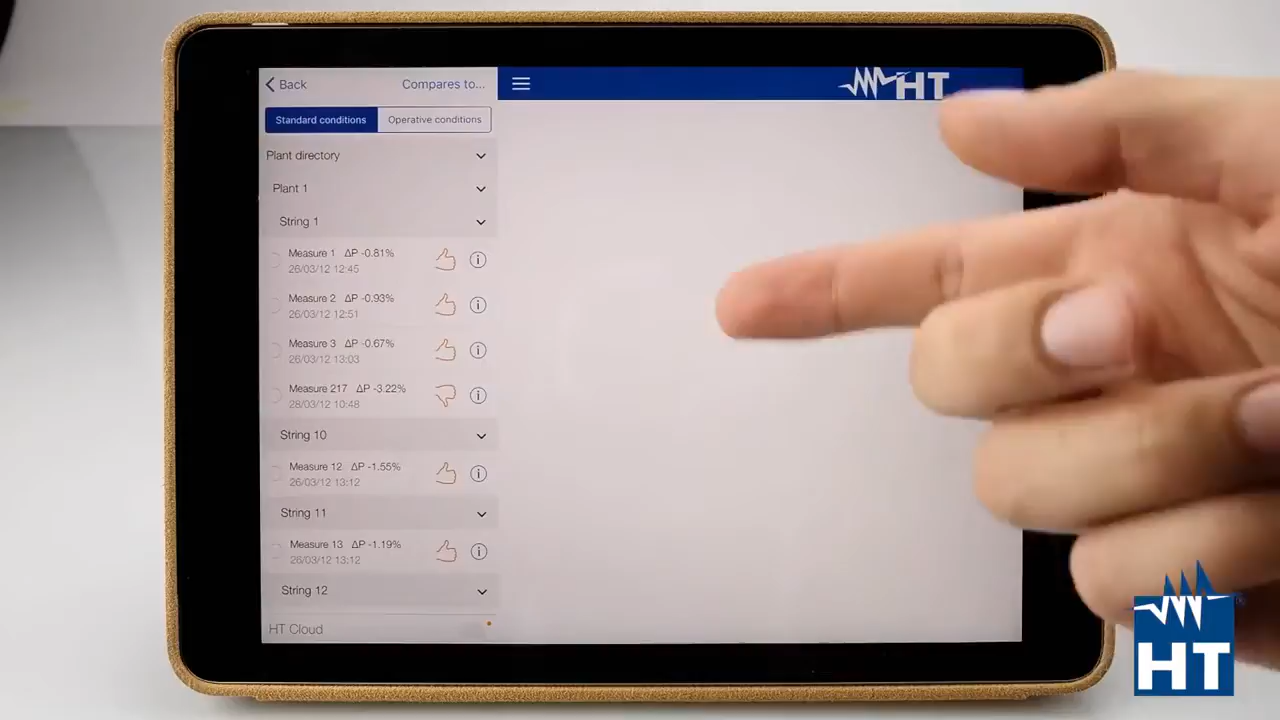 Back
Compares to...
HT
Standard conditions
Operative conditions
Plant directory
Plant 1
String 1
Measure 1 ΔP -0.81%
26/03/12 12:45
Measure 2 ΔP -0.93%
26/03/12 12:51
Measure 3 ΔP -0.67%
26/03/12 13:03
Measure 217 ΔP -3.22%
28/03/12 10:48
String 10
Measure 12 ΔP -1.55%
26/03/12 13:12
String 11
Measure 13 ΔP -1.19%
26/03/12 13:12
String 12
HT Cloud
HT